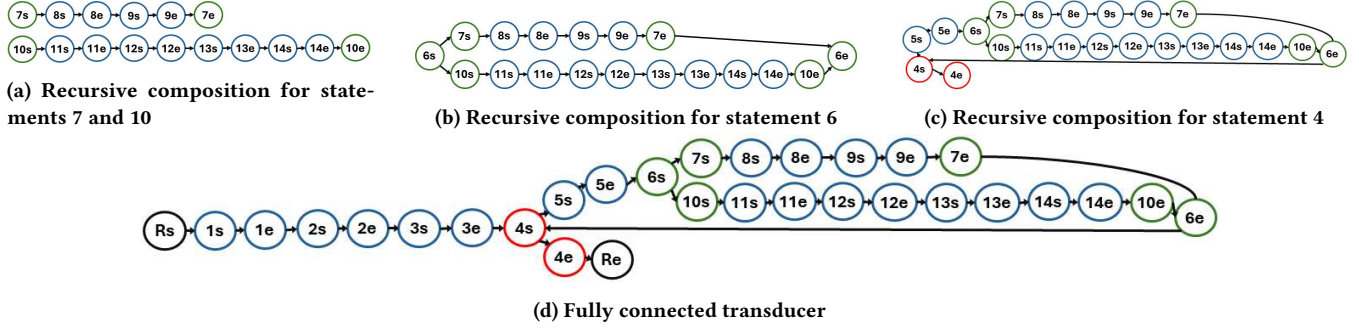 7s 8s 8e 9s 9e 7e
10s 11s 11e 12s 12e 13s 13e 14s 14e 10e
(a) Recursive composition for state-
ments 7 and 10
7s 8s 8e 9s 9e 7e
6s 6e
10s 11s 11e 12s 12e 13s 13e 14s 14e 10e
(b) Recursive composition for statement 6
7s 8s 8e 9s 9e 7e
5s 5e 6s
10s 11s 11e 12s 12e 13s 13e 14s 14e 10e 6e
4s 4e
(c) Recursive composition for statement 4
7s 8s 8e 9s 9e 7e
5s 5e 6s
10s 11s 11e 12s 12e 13s 13e 14s 14e 10e 6e
Rs 1s 1e 2s 2e 3s 3e 4s
4e Re
(d) Fully connected transducer